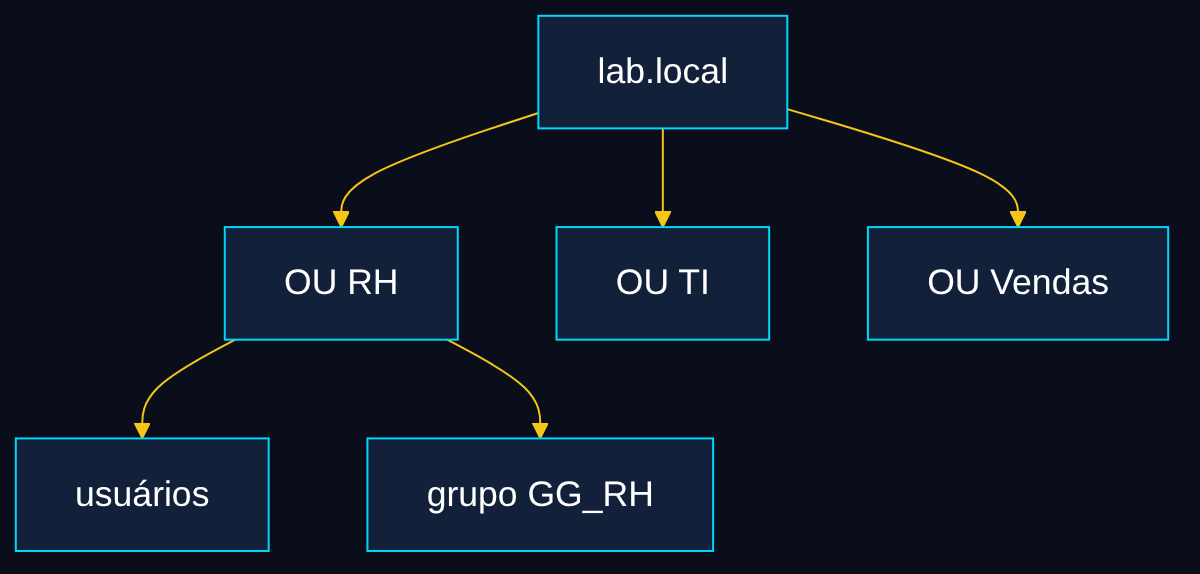 lab.local
OU RH
OU TI
OU Vendas
usuários
grupo GG_RH